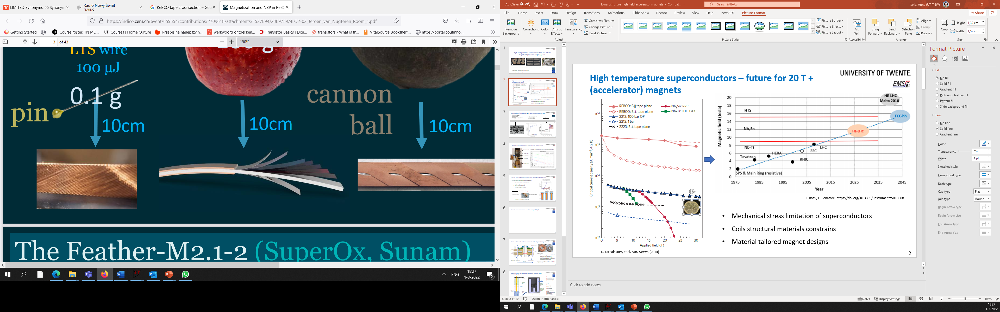 LIMITED Synonyms: 66 Synonym
Radio Nowy Świat
PLAYING
ReBCO tape cross section – Goo
Magnetization and NZP in ReBC
https://indico.cern.ch/event/659554/contributions/2709618/attachments/1527894/2389759/4LO2-02_Jeroen_van_Nugteren_Room_1.pdf
Getting Started
Course roster: TN MO...
UT. Courses | Home Culture
Przepis na najlepszy n...
werkwoord ontdekken...
Transistor Basics | Digi...
transistors - What is th...
VitalSource Bookshelf:...
https://portal.coutinho...
3 of 43
190%
LTS wire
100 µJ
0.1 g
pin
10cm
10cm
cannon
ball
10cm
The Feather-M2.1-2 (SuperOx, Sunam)
ENG
18:27
1-3-2022
AutoSave Off
Towards future high field accelerator magnets - Compat...
Search (Alt+Q)
Kario, Anna (UT-TNW)
File Home Insert Draw Design Transitions Animations Slide Show Record Review View Help novaPDF Picture Format
Share
Remove Background
Corrections
Color
Artistic Effects
Transparency
Compress Pictures
Change Picture
Reset Picture
Adjust
Picture Styles
Picture Border
Picture Effects
Picture Layout
Alt Text
Accessibility
Bring Forward
Send Backward
Selection Pane
Align
Group
Rotate
Arrange
Crop
Height: 1,39 cm
Width: 1,59 cm
Size
1
2
3
4
5
6
7
8
High temperature superconductors – future for 20 T +
(accelerator) magnets
UNIVERSITY OF TWENTE.
EMS
REBCO: B ∥ tape plane
REBCO: B ⊥ tape plane
2212: 100 bar OP
2212: 1 bar
2223: B ⊥ tape plane
Nb₃Sn: RRP
Nb–Ti: LHC 1.9 K
Critical current density (A mm⁻², 4.2 K)
10⁶
10⁵
10⁴
10³
10²
0 5 10 15 20 25 30
Applied field (T)
D. Larbalestier, et al. Nat. Mater. (2014)
Magnetic field (tesla)
20
18
16
14
12
10
8
6
4
2
0
HE-LHC
Malta 2010
HTS
FCC-hh
Nb₃Sn
HL-LHC
Nb-Ti
LHC
SSC
HERA
Tevatron
RHIC
SPS & Main Ring (resistive)
1975 1985 1995 2005 2015 2025 2035 2045
Year
L. Rossi, C. Senatore, https://doi.org/10.3390/ instruments5010008
• Mechanical stress limitation of superconductors
• Coils structural materials constrains
• Material tailored magnet designs
2
Click to add notes
Format Picture
Fill
No fill
Solid fill
Gradient fill
Picture or texture fill
Pattern fill
Slide background fill
Line
No line
Solid line
Gradient line
Color
Transparency 0%
Width 2 pt
Sketched style
Compound type
Dash type
Cap type Flat
Join type Round
Begin Arrow type
Begin Arrow size
End Arrow type
End Arrow size
Slide 2 of 10
Dutch (Netherlands)
Notes
Display Settings
104%
18:27
1-3-2022